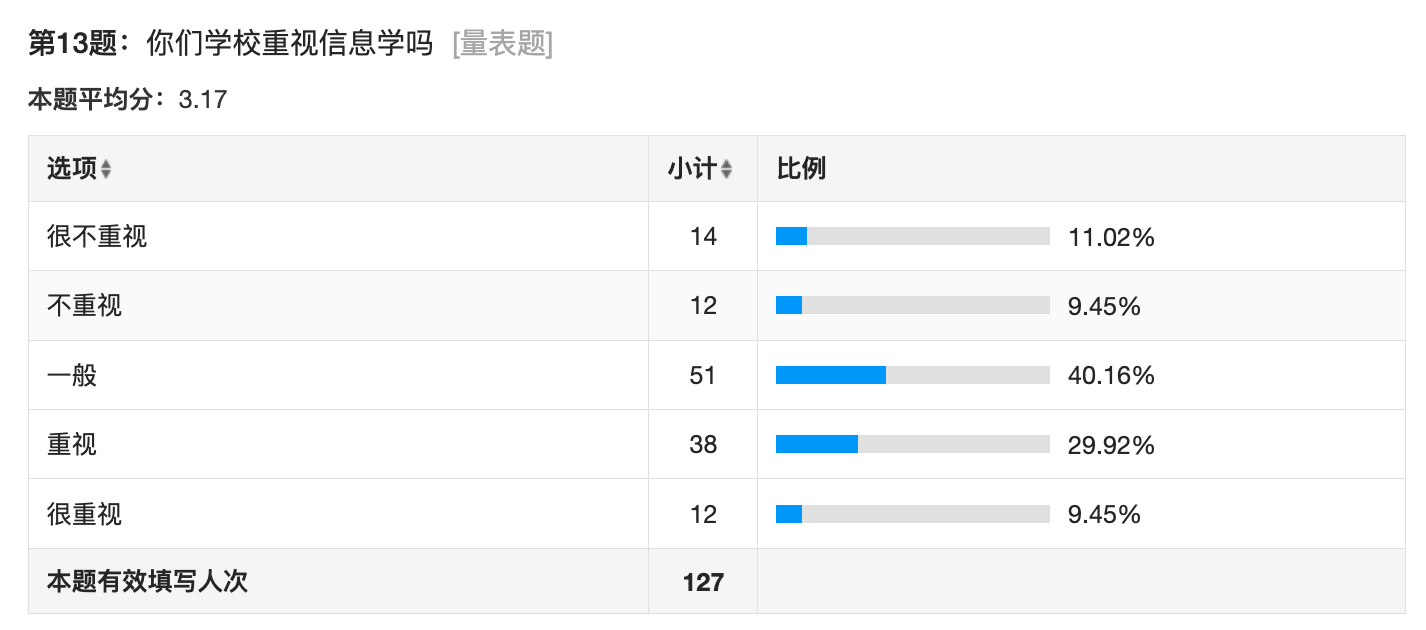 第13题：你们学校重视信息学吗 [量表题]
本题平均分：3.17
选项 小计 比例
很不重视 14 11.02%
不重视 12 9.45%
一般 51 40.16%
重视 38 29.92%
很重视 12 9.45%
本题有效填写人次 127